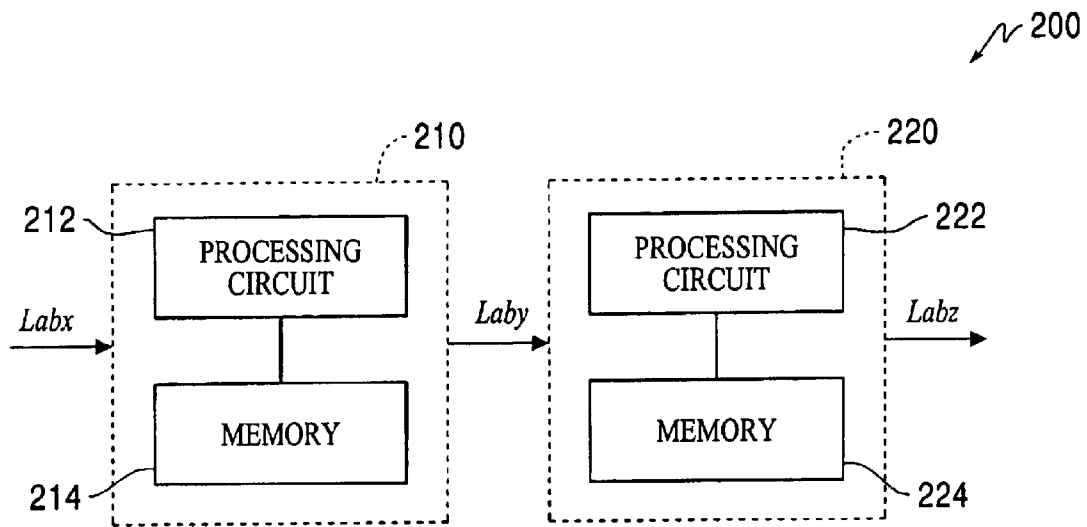 200
210
220
212
PROCESSING
CIRCUIT
222
PROCESSING
CIRCUIT
Labx
Laby
Labz
MEMORY
MEMORY
214
224